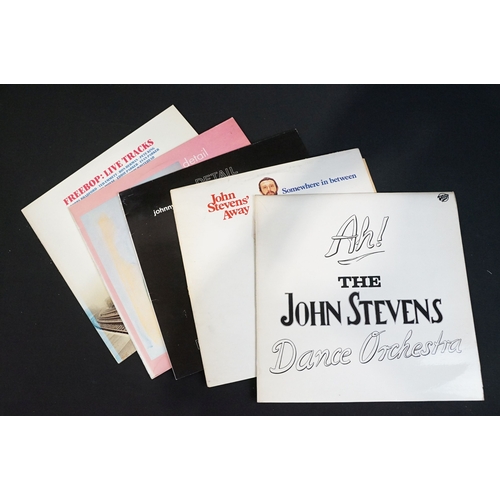 FREEBOP: LIVE TRACKS
detail
DETAIL
johnny
John
Stevens'
Away
Somewhere in between
Ah!
THE
JOHN STEVENS
Dance Orchestra